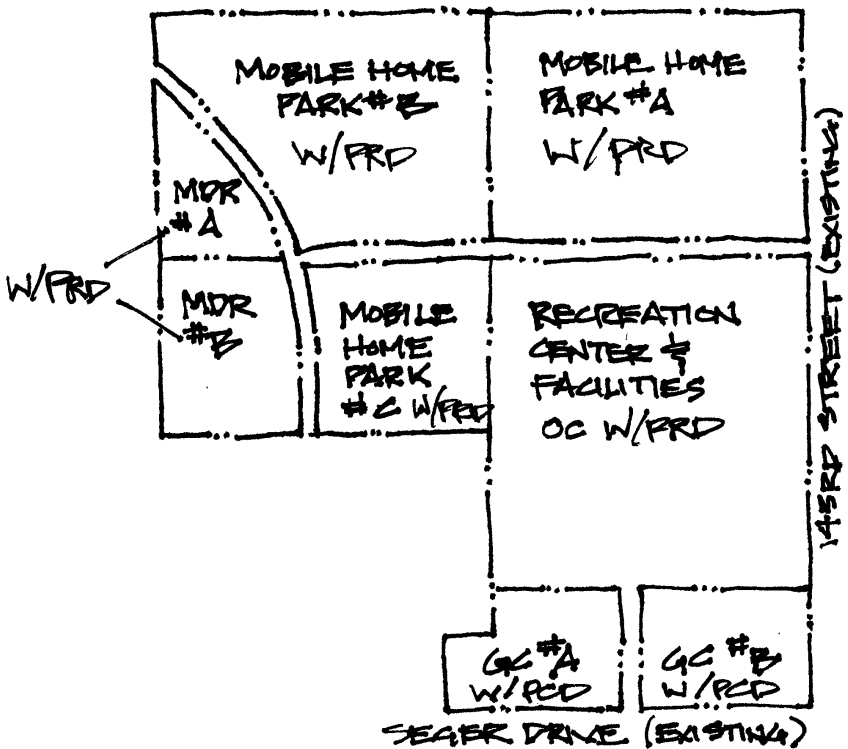 MOBILE HOME
PARK #B
W/PRD
MOBILE HOME
PARK #A
W/PRD
MDR
#A
W/PRD
MDR
#B
MOBILE
HOME
PARK
#C W/PRD
RECREATION
CENTER &
FACILITIES
OC W/PRD
143RD STREET (EXISTING)
GC #A
W/PCD
GC #B
W/PCD
SEGER DRIVE (EXISTING)